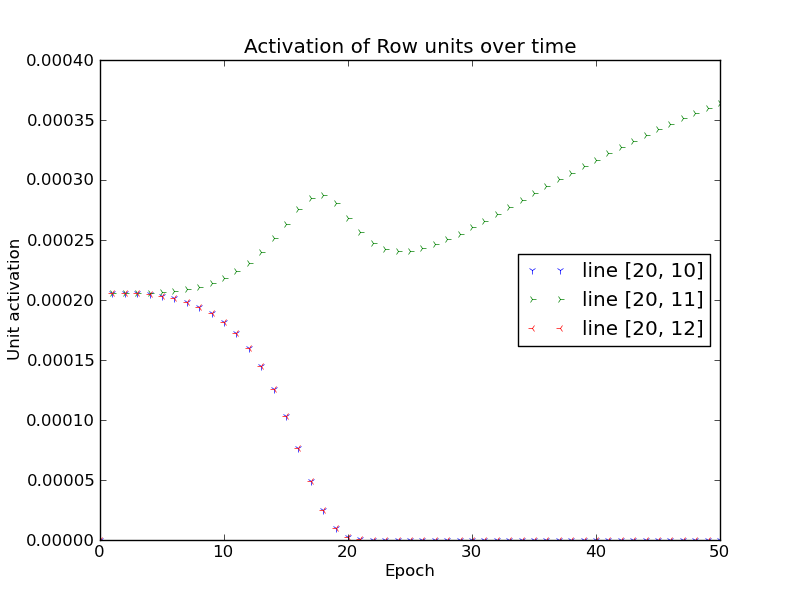 Activation of Row units over time
0.00040
0.00035
0.00030
0.00025
0.00020
0.00015
0.00010
0.00005
0.00000
Unit activation
line [20, 10]
line [20, 11]
line [20, 12]
0 10 20 30 40 50
Epoch